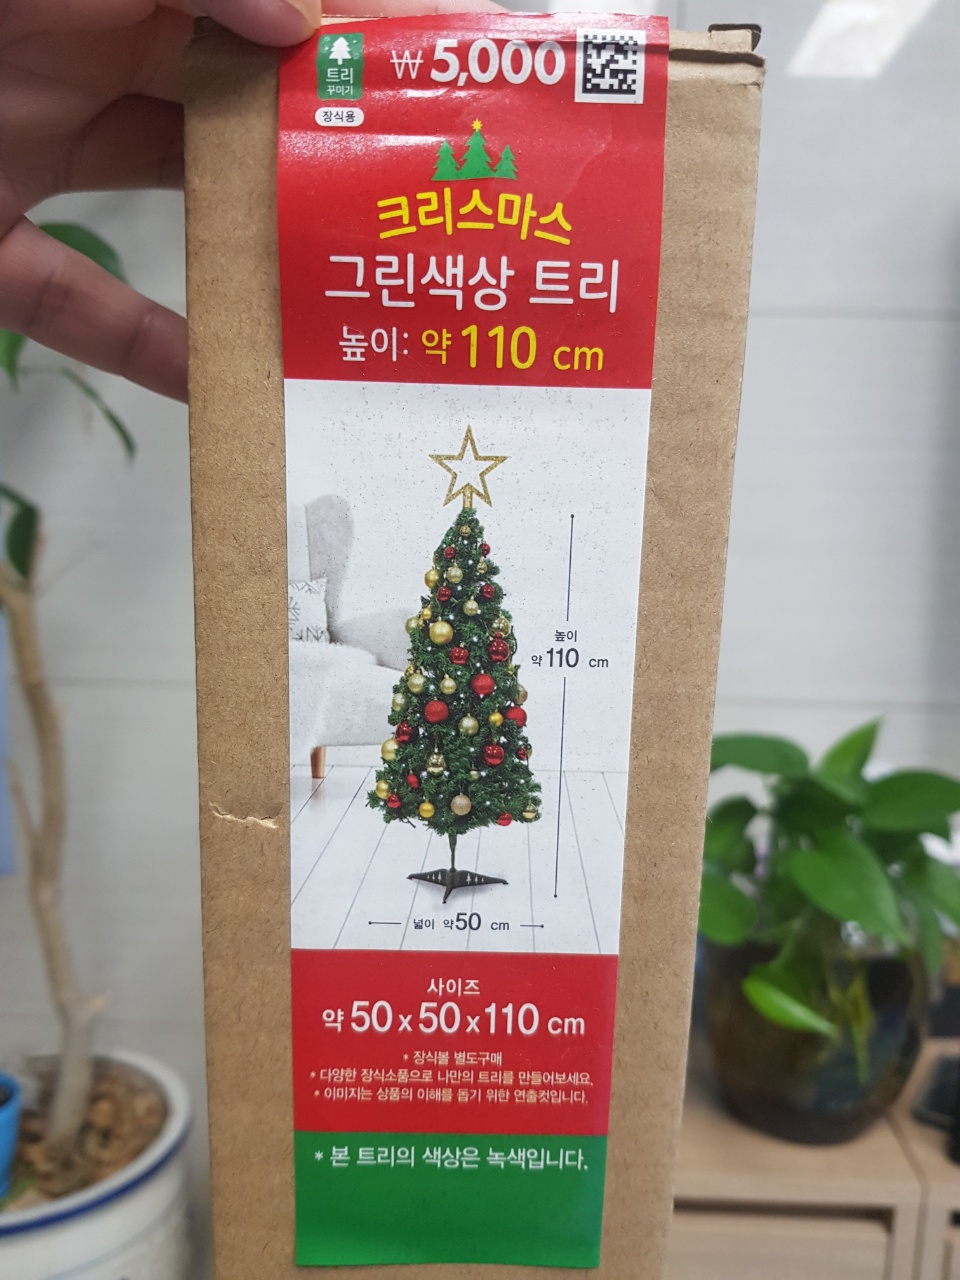 트리
꾸미기
장식용
₩5,000
크리스마스
그린색상 트리
높이: 약 110 cm
높이
약 110 cm
넓이 약 50 cm
사이즈
약 50 x 50 x 110 cm
* 장식볼 별도구매
* 다양한 장식소품으로 나만의 트리를 만들어보세요.
* 이미지는 상품의 이해를 돕기 위한 연출컷입니다.
* 본 트리의 색상은 녹색입니다.